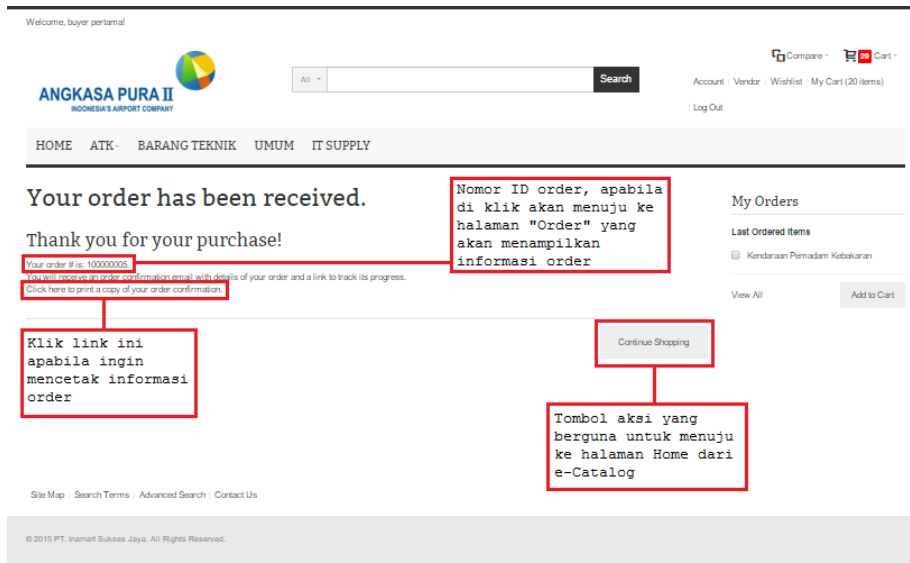 Welcome, buyer pertama!
Compare
20 Cart
ANGKASA PURA II
INDONESIA'S AIRPORT COMPANY
All
Search
Account | Vendor | Wishlist | My Cart (20 items)
| Log Out
HOME ATK BARANG TEKNIK UMUM IT SUPPLY
Your order has been received.
Thank you for your purchase!
Your order # is: 100000005.
You will receive an order confirmation email with details of your order and a link to track its progress.
Click here to print a copy of your order confirmation.
Nomor ID order, apabila
di klik akan menuju ke
halaman "Order" yang
akan menampilkan
informasi order
My Orders
Last Ordered Items
Kendaraan Pemadam Kebakaran
View All
Add to Cart
Continue Shopping
Klik link ini
apabila ingin
mencetak informasi
order
Tombol aksi yang
berguna untuk menuju
ke halaman Home dari
e-Catalog
Site Map | Search Terms | Advanced Search | Contact Us
© 2015 PT. Inamart Sukses Jaya. All Rights Reserved.